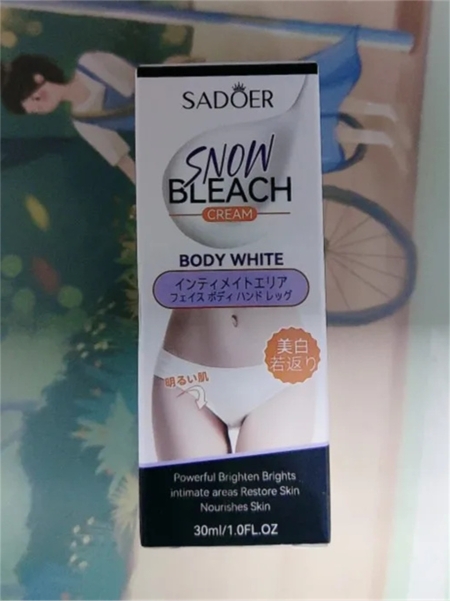 SADOER
SNOW
BLEACH
CREAM
BODY WHITE
インティメイトエリア
フェイス ボディ ハンド レッグ
美白
若返り
明るい肌
Powerful Brighten Brights
intimate areas Restore Skin
Nourishes Skin
30ml/1.0FL.OZ